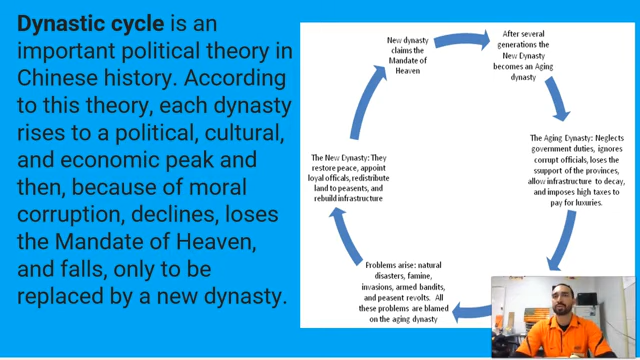 Dynastic cycle is an
important political theory in
Chinese history. According
to this theory, each dynasty
rises to a political, cultural,
and economic peak and
then, because of moral
corruption, declines, loses
the Mandate of Heaven,
and falls, only to be
replaced by a new dynasty.
New dynasty
claims the
Mandate of
Heaven
After several
generations the
New Dynasty
becomes an Aging
dynasty
The Aging Dynasty: Neglects
government duties, ignores
corrupt officials, loses the
support of the provinces,
allow infrastructure to decay,
and imposes high taxes to
pay for luxuries.
Problems arise: natural
disasters, famine,
invasions, armed bandits,
and peasent revolts. All
these problems are blamed
on the aging dynasty
The New Dynasty: They
restore peace, appoint
loyal officals, redistribute
land to peasents, and
rebuild infrastructure